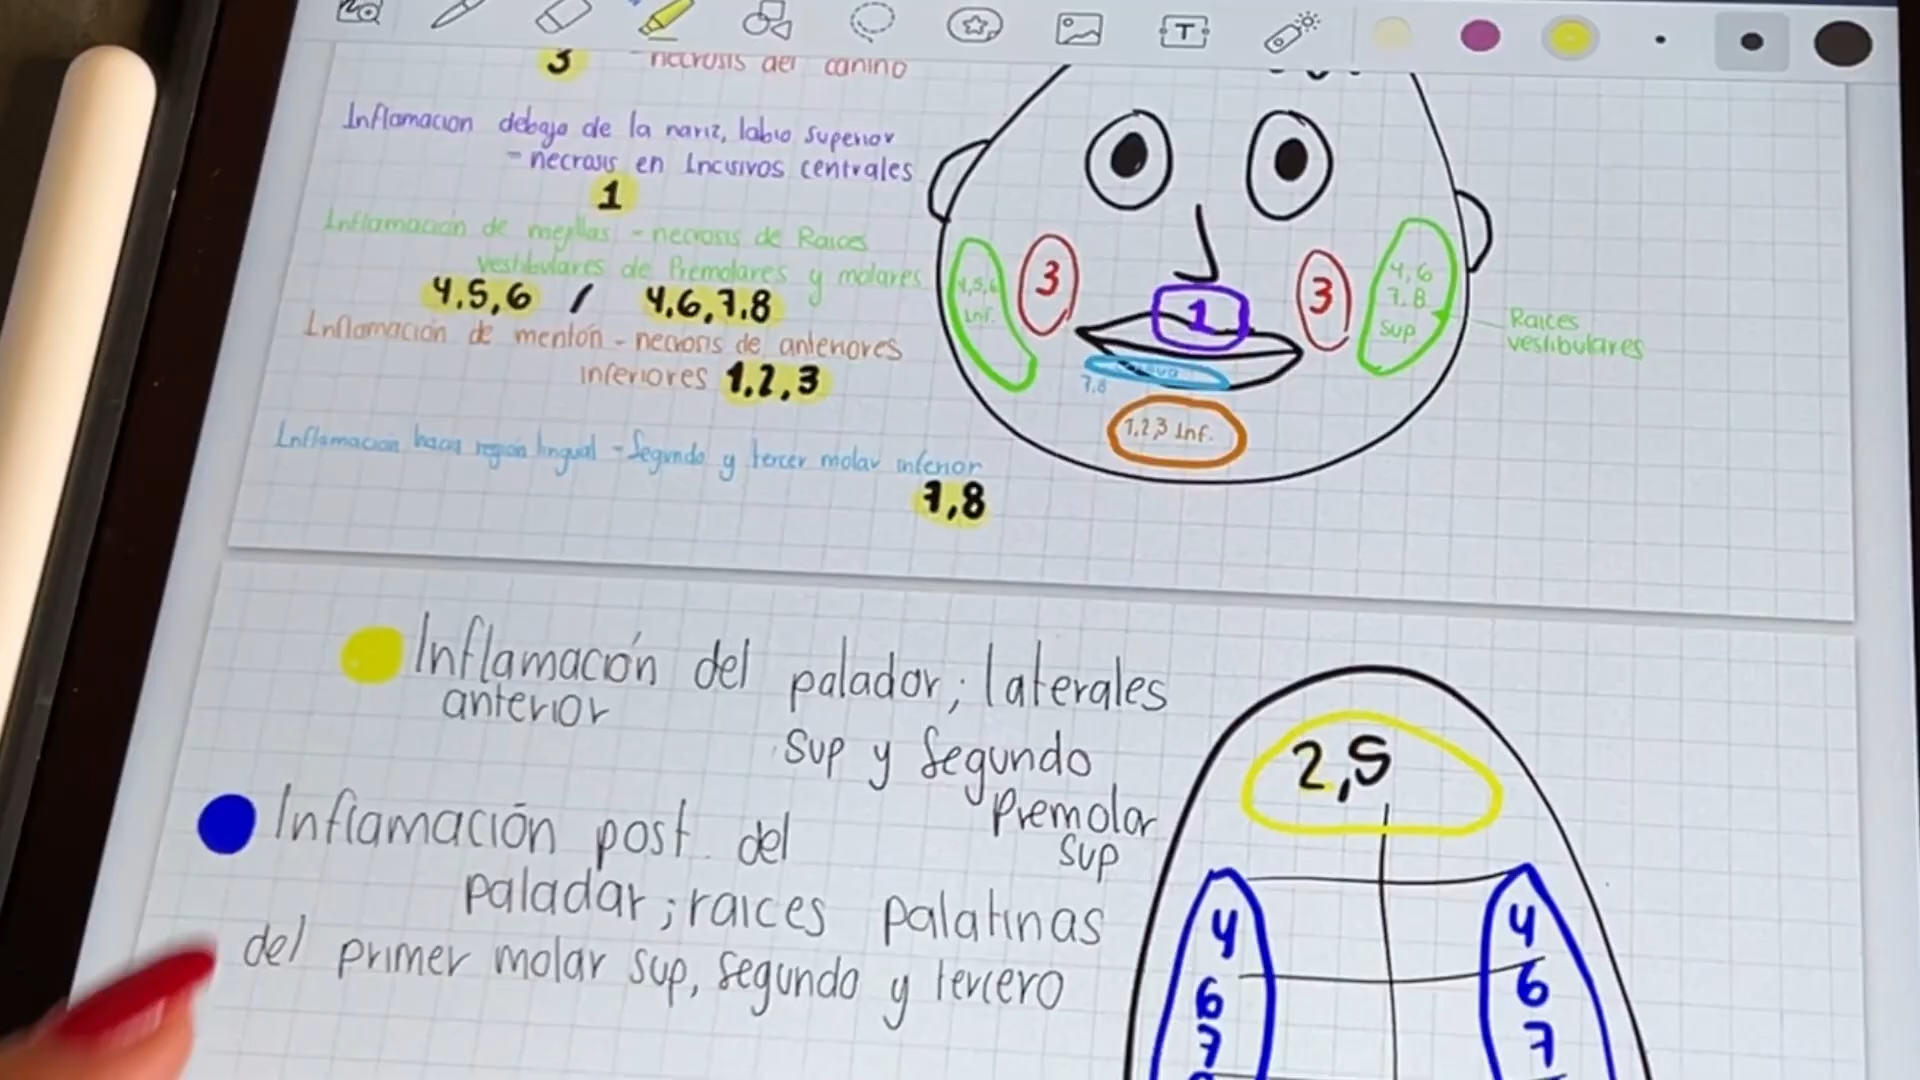 3 - necrosis del canino
Inflamacion debajo de la nariz, labio superior
- necrosis en Incisivos centrales
1
Inflamación de mejillas - necrosis de Raices
vestibulares de Premolares y molares
4,5,6 / 4,6,7,8
Inflamación de mentón - necrosis de anteriores
inferiores 1,2,3
Inflamacion hacia región lingual - Segundo y tercer molar inferior
7,8
T
4,5,6
Inf.
3
1
3
4,6
7,8
Sup
Raices
vestibulares
7,8
1,2,3 Inf.
Inflamación del palador; laterales
anterior
Sup y Segundo
Premolar
Sup
Inflamación post. del
paladar; raices palatinas
del primer molar sup, segundo y tercero
2,5
4
6
7
4
6
7